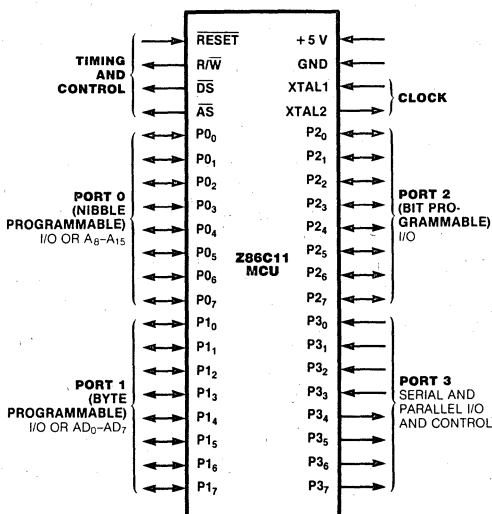 TIMING
AND
CONTROL
RESET
R/W
DS
AS
+5 V
GND
XTAL1
XTAL2
CLOCK
PORT 0
(NIBBLE
PROGRAMMABLE)
I/O OR A8–A15
P00
P01
P02
P03
P04
P05
P06
P07
Z86C11
MCU
P20
P21
P22
P23
P24
P25
P26
P27
PORT 2
(BIT PRO-
GRAMMABLE)
I/O
PORT 1
(BYTE
PROGRAMMABLE)
I/O OR AD0–AD7
P10
P11
P12
P13
P14
P15
P16
P17
P30
P31
P32
P33
P34
P35
P36
P37
PORT 3
SERIAL AND
PARALLEL I/O
AND CONTROL